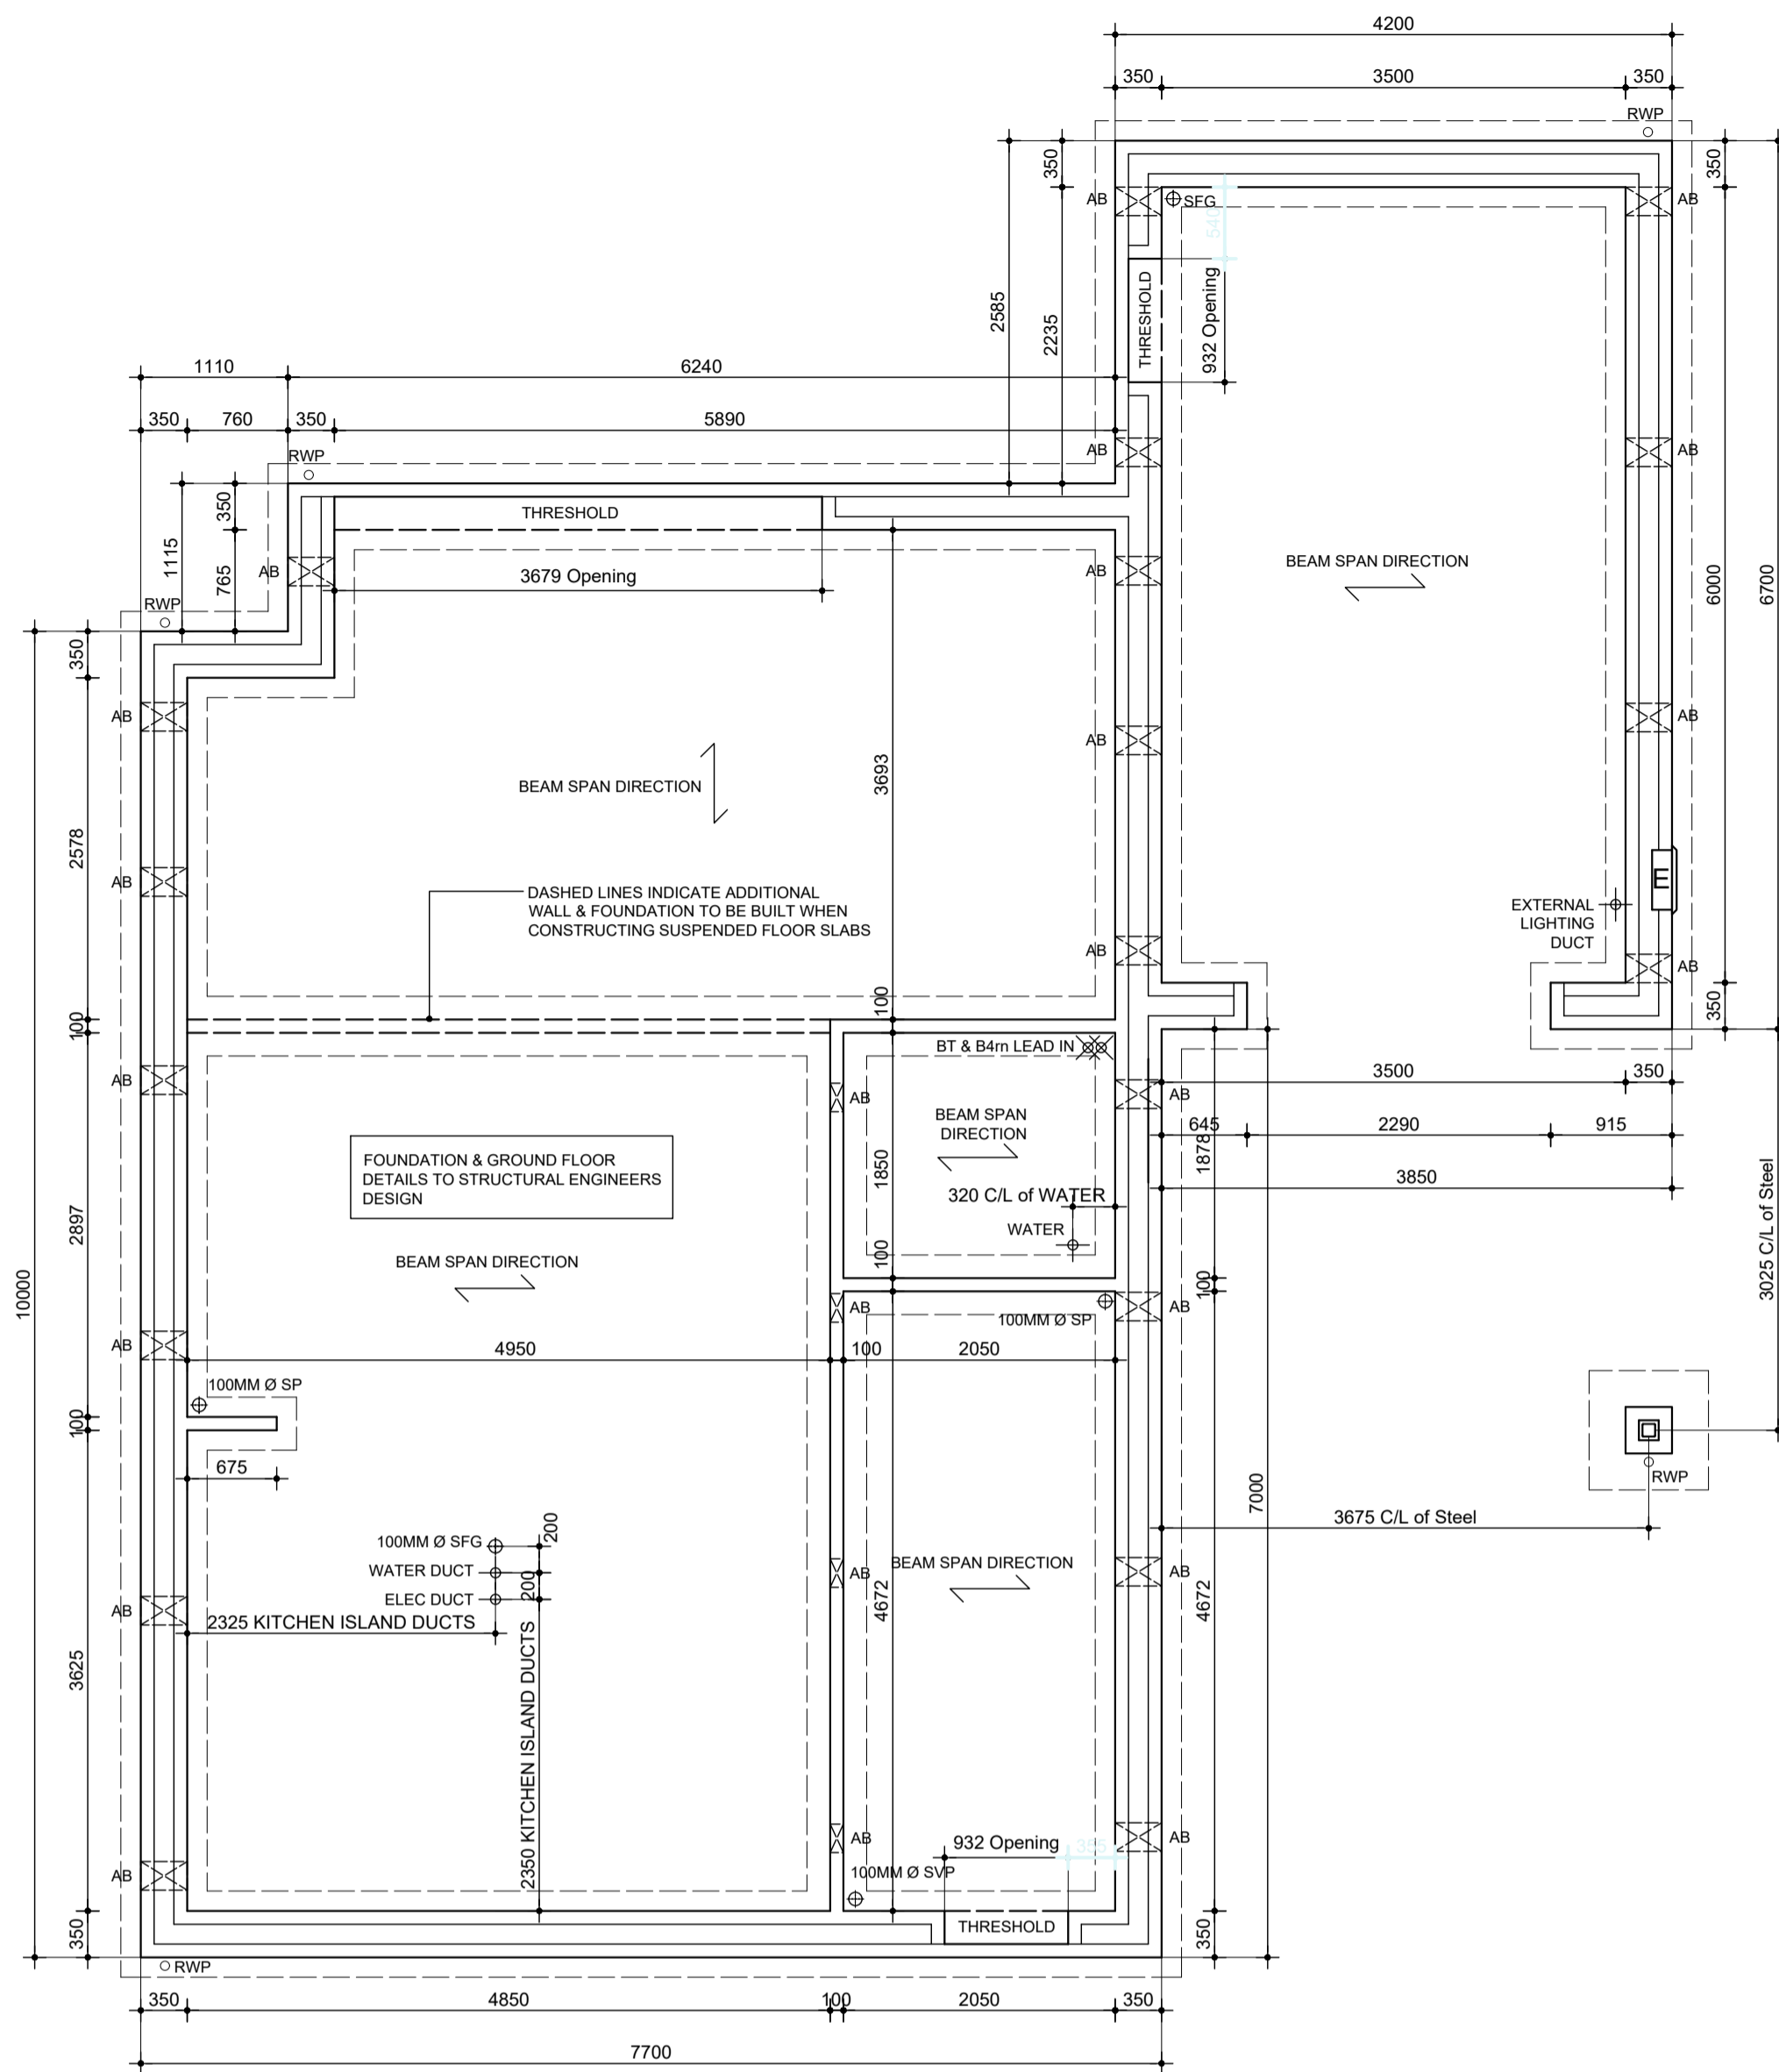 4200
350
3500
350
RWP
350
350
AB
SFG
AB
540
THRESHOLD
932 Opening
2585
2235
1110
6240
350
760
350
5890
RWP
AB
AB
350
THRESHOLD
1115
765
AB
3679 Opening
AB
BEAM SPAN DIRECTION
6000
6700
RWP
350
AB
AB
AB
BEAM SPAN DIRECTION
3693
2578
AB
DASHED LINES INDICATE ADDITIONAL
WALL & FOUNDATION TO BE BUILT WHEN
CONSTRUCTING SUSPENDED FLOOR SLABS
E
EXTERNAL
LIGHTING
DUCT
AB
AB
100
350
100
BT & B4rn LEAD IN
3500
350
AB
AB
AB
BEAM SPAN
DIRECTION
645
2290
915
1878
FOUNDATION & GROUND FLOOR
DETAILS TO STRUCTURAL ENGINEERS
DESIGN
1850
3850
320 C/L of WATER
WATER
3025 C/L of Steel
2897
100
BEAM SPAN DIRECTION
10000
100
AB
AB
100MM Ø SP
AB
4950
100
2050
100MM Ø SP
100
675
RWP
7000
3675 C/L of Steel
100MM Ø SFG
200
WATER DUCT
ELEC DUCT
200
AB
BEAM SPAN DIRECTION
AB
AB
2325 KITCHEN ISLAND DUCTS
4672
4672
3625
2350 KITCHEN ISLAND DUCTS
AB
AB
932 Opening
355
AB
100MM Ø SVP
THRESHOLD
350
350
RWP
350
4850
100
2050
350
7700